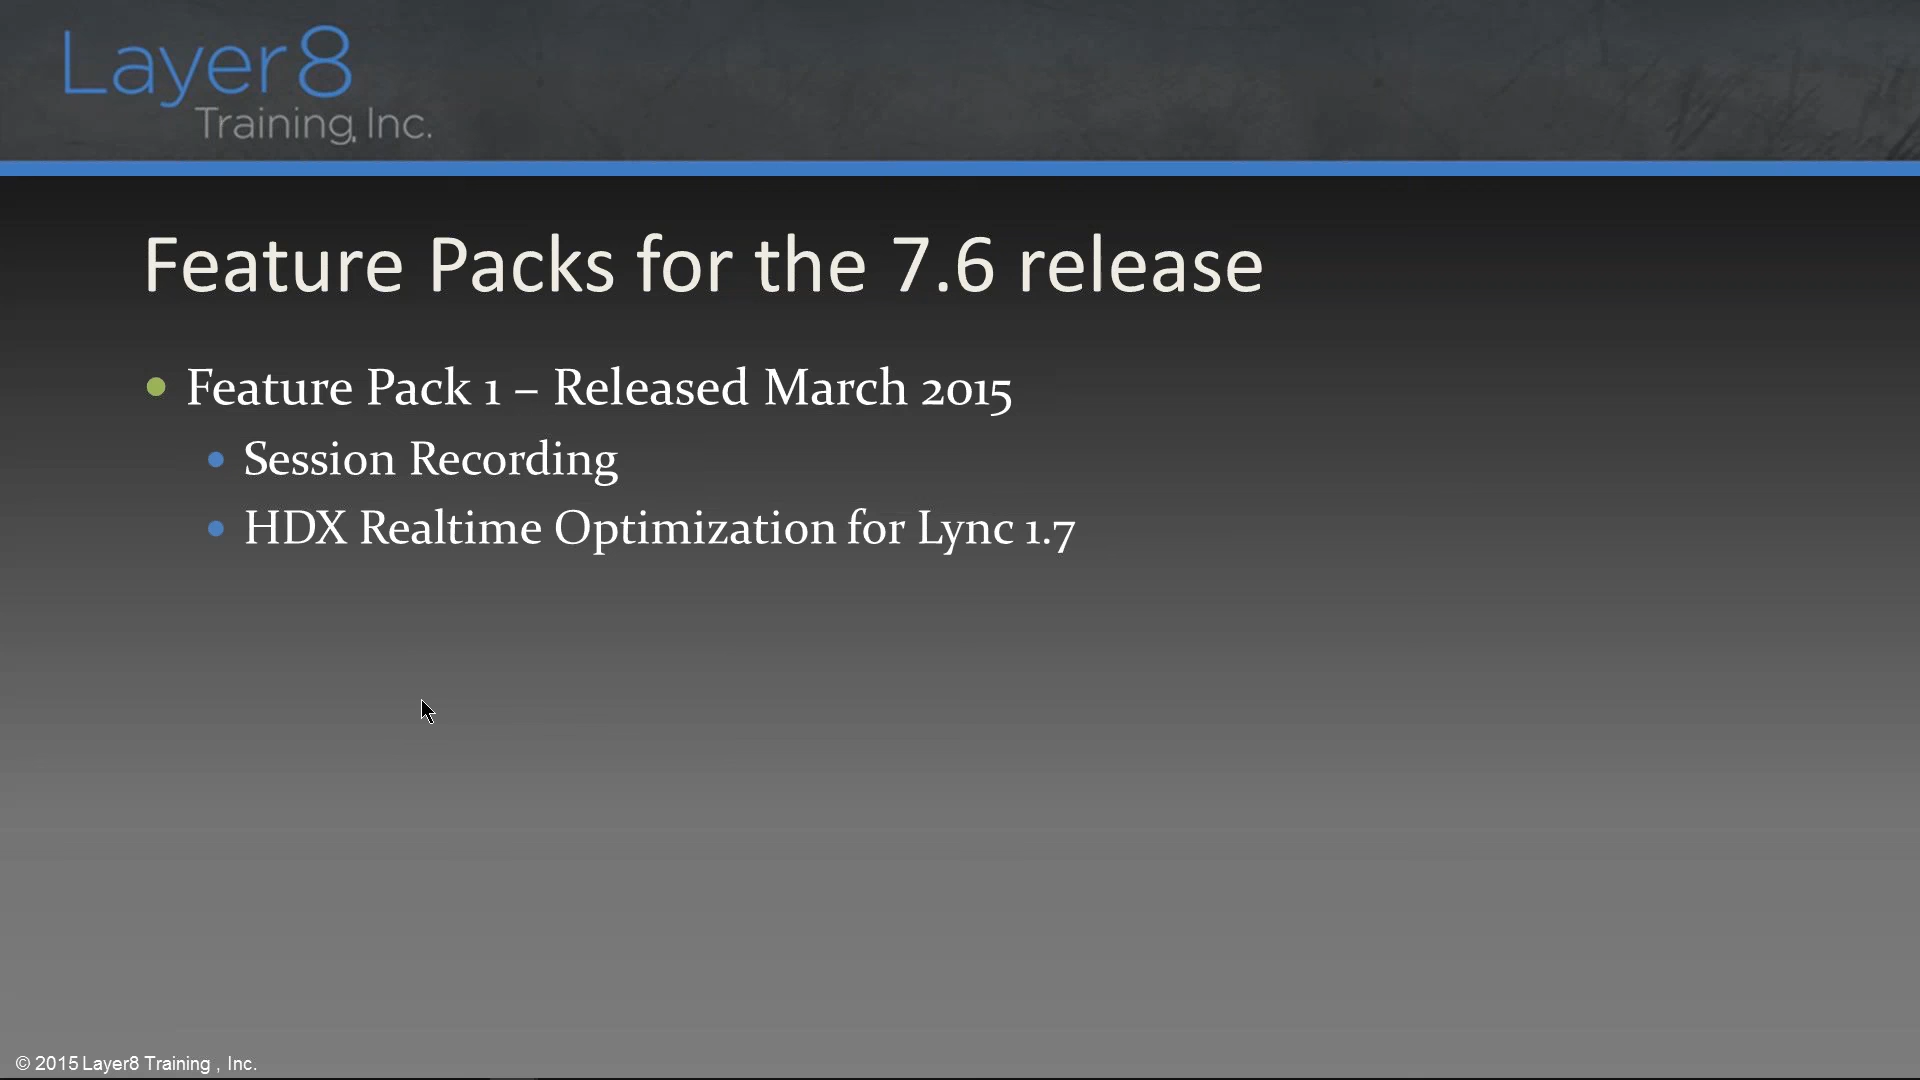 Layer8
Training, Inc.
Feature Packs for the 7.6 release
Feature Pack 1 – Released March 2015
Session Recording
HDX Realtime Optimization for Lync 1.7
© 2015 Layer8 Training , Inc.